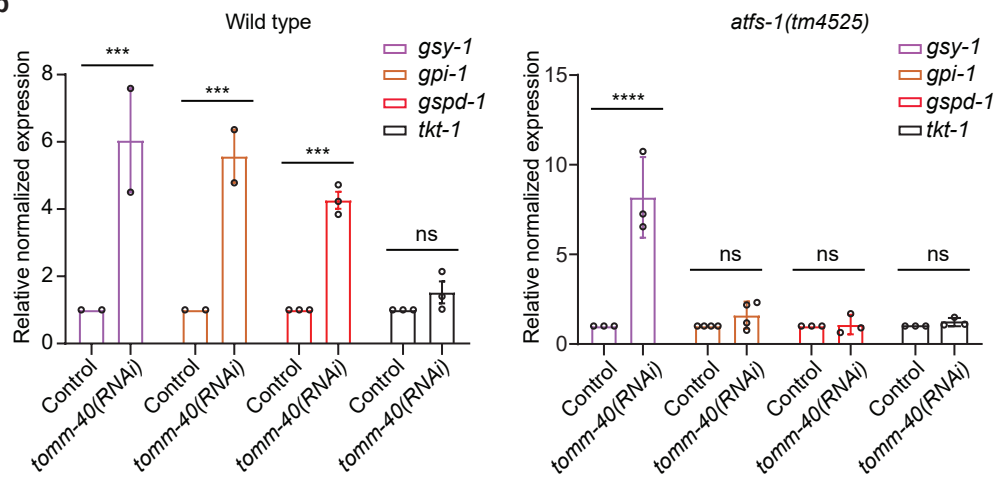 b
Wild type
Relative normalized expression
8
6
4
2
0
***
***
***
ns
gsy-1
gpi-1
gspd-1
tkt-1
Control
tomm-40(RNAi)
Control
tomm-40(RNAi)
Control
tomm-40(RNAi)
Control
tomm-40(RNAi)
atfs-1(tm4525)
Relative normalized expression
15
10
5
0
****
ns
ns
ns
gsy-1
gpi-1
gspd-1
tkt-1
Control
tomm-40(RNAi)
Control
tomm-40(RNAi)
Control
tomm-40(RNAi)
Control
tomm-40(RNAi)